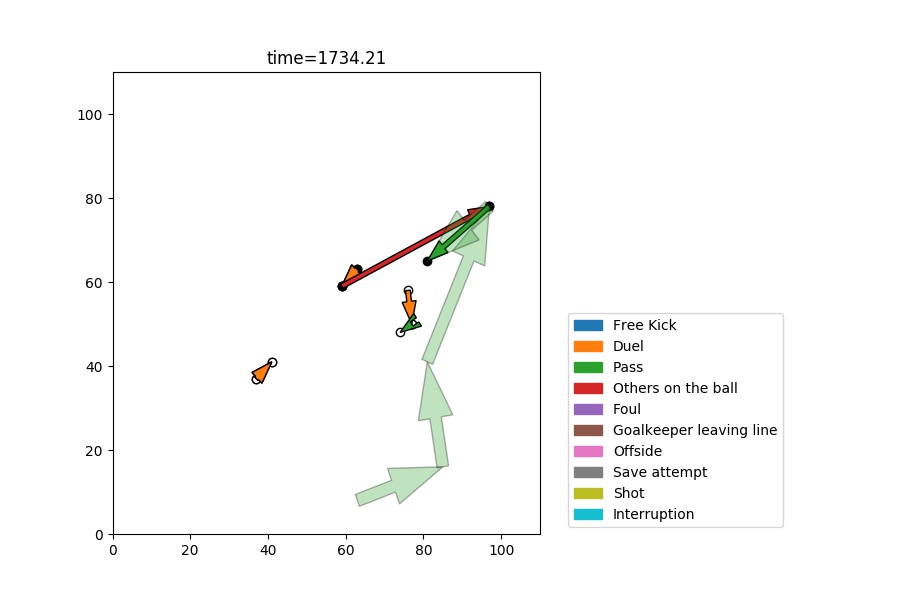 time=1734.21
100
80
60
40
20
0
0 20 40 60 80 100
Free Kick
Duel
Pass
Others on the ball
Foul
Goalkeeper leaving line
Offside
Save attempt
Shot
Interruption